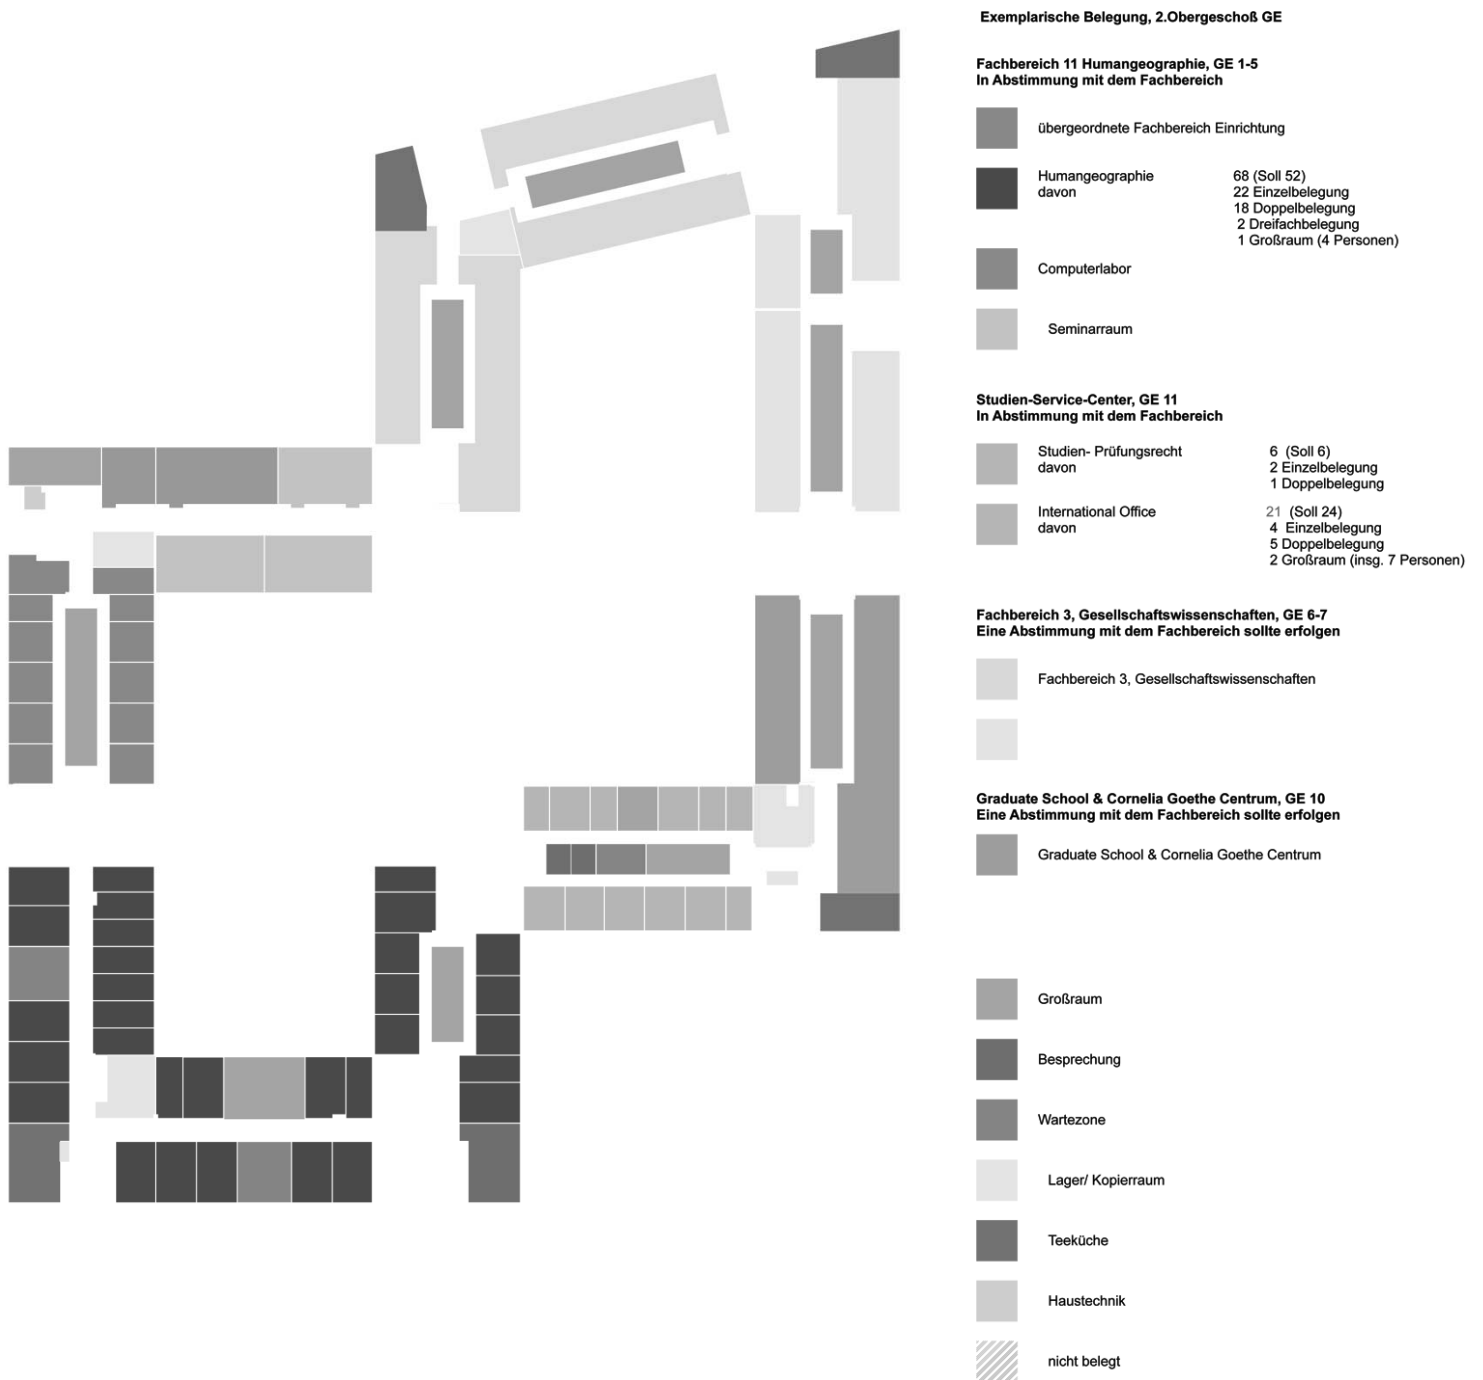 Exemplarische Belegung, 2.Obergeschoß GE
Fachbereich 11 Humangeographie, GE 1-5
In Abstimmung mit dem Fachbereich
übergeordnete Fachbereich Einrichtung
Humangeographie 68 (Soll 52)
davon 22 Einzelbelegung
18 Doppelbelegung
2 Dreifachbelegung
1 Großraum (4 Personen)
Computerlabor
Seminarraum
Studien-Service-Center, GE 11
In Abstimmung mit dem Fachbereich
Studien- Prüfungsrecht 6 (Soll 6)
davon 2 Einzelbelegung
1 Doppelbelegung
International Office 21 (Soll 24)
davon 4 Einzelbelegung
5 Doppelbelegung
2 Großraum (insg. 7 Personen)
Fachbereich 3, Gesellschaftswissenschaften, GE 6-7
Eine Abstimmung mit dem Fachbereich sollte erfolgen
Fachbereich 3, Gesellschaftswissenschaften
Graduate School & Cornelia Goethe Centrum, GE 10
Eine Abstimmung mit dem Fachbereich sollte erfolgen
Graduate School & Cornelia Goethe Centrum
Großraum
Besprechung
Wartezone
Lager/ Kopierraum
Teeküche
Haustechnik
nicht belegt